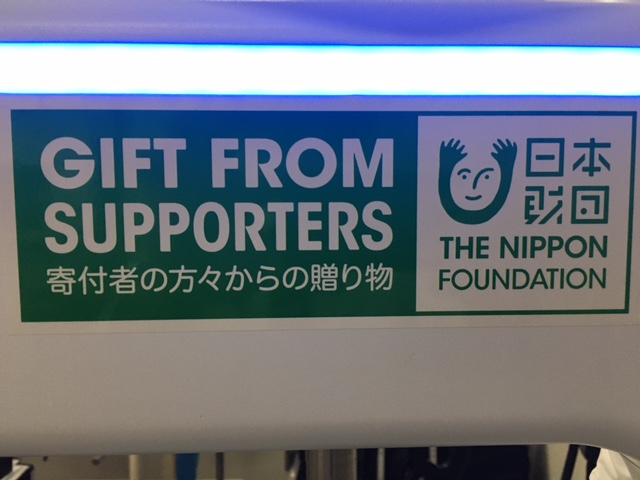 GIFT FROM
SUPPORTERS
寄付者の方々からの贈り物
日本
財団
THE NIPPON
FOUNDATION